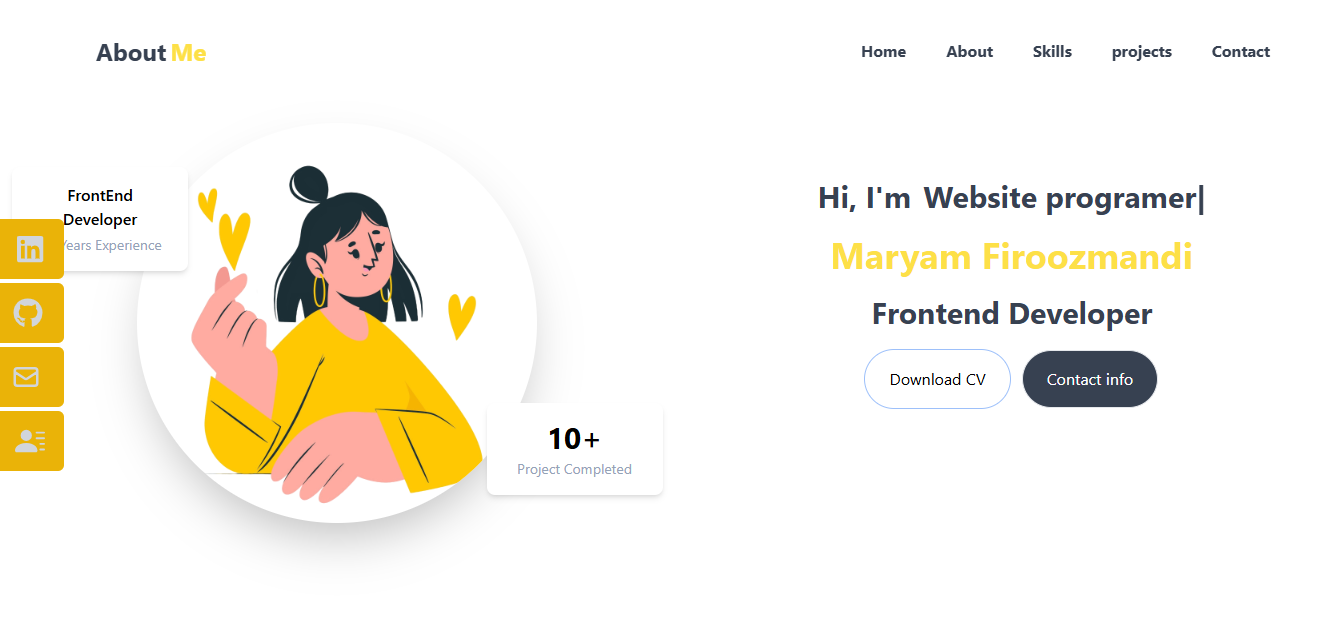 About Me
Home About Skills projects Contact
FrontEnd
Developer
Years Experience
in
10+
Project Completed
Hi, I'm Website programer|
Maryam Firoozmandi
Frontend Developer
Download CV Contact info